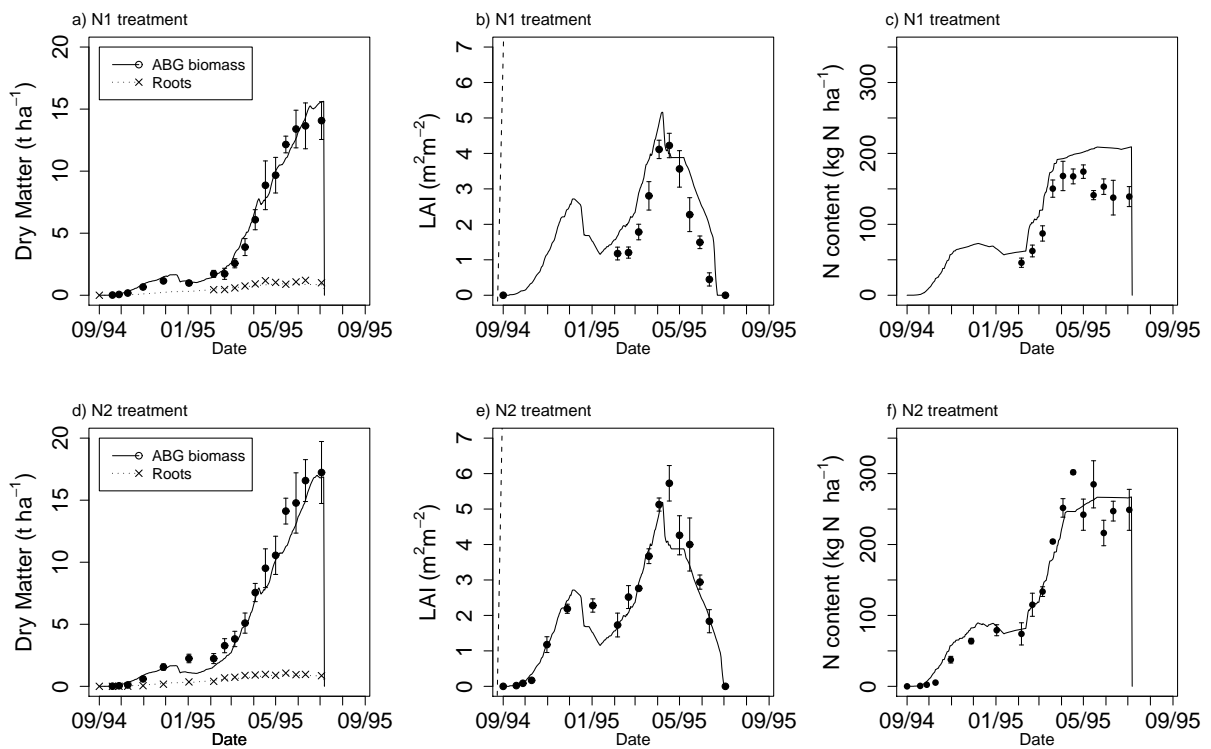 a) N1 treatment
Dry Matter (t ha⁻¹)
20
15
10
5
0
ABG biomass
Roots
09/94 01/95 05/95 09/95
Date
b) N1 treatment
LAI (m²m⁻²)
7
6
5
4
3
2
1
0
09/94 01/95 05/95 09/95
Date
c) N1 treatment
N content (kg N ha⁻¹)
300
200
100
0
09/94 01/95 05/95 09/95
Date
d) N2 treatment
Dry Matter (t ha⁻¹)
20
15
10
5
0
ABG biomass
Roots
09/94 01/95 05/95 09/95
Date
e) N2 treatment
LAI (m²m⁻²)
7
6
5
4
3
2
1
0
09/94 01/95 05/95 09/95
Date
f) N2 treatment
N content (kg N ha⁻¹)
300
200
100
0
09/94 01/95 05/95 09/95
Date